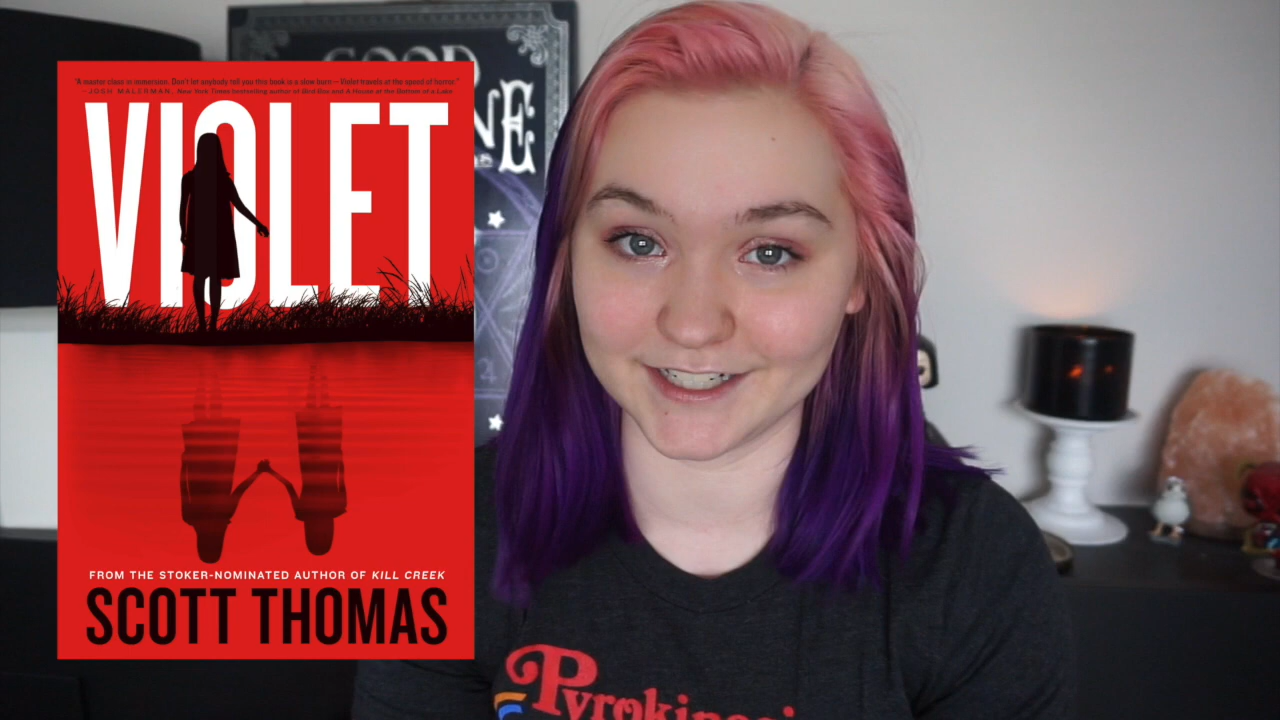 "A master class in immersion. Don't let anybody tell you this book is a slow burn—Violet travels at the speed of horror."
—JOSH MALERMAN, New York Times bestselling author of Bird Box and A House at the Bottom of a Lake
VIOLET
FROM THE STOKER-NOMINATED AUTHOR OF KILL CREEK
SCOTT THOMAS
GOOD
NE